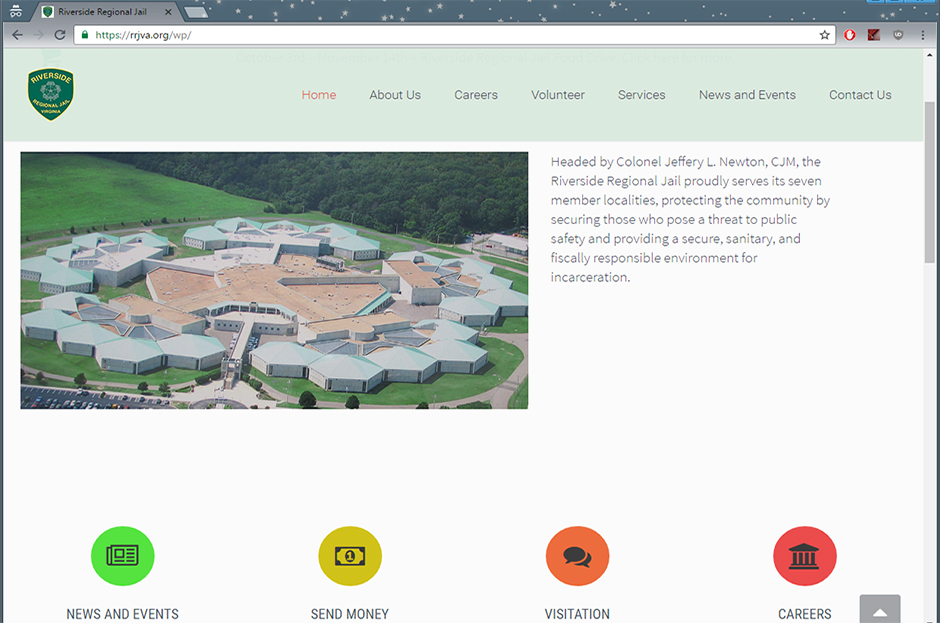 Riverside Regional Jail
https://rrjva.org/wp/
RIVERSIDE
REGIONAL JAIL
VIRGINIA
Home
About Us
Careers
Volunteer
Services
News and Events
Contact Us
Headed by Colonel Jeffery L. Newton, CJM, the
Riverside Regional Jail proudly serves its seven
member localities, protecting the community by
securing those who pose a threat to public
safety and providing a secure, sanitary, and
fiscally responsible environment for
incarceration.
1
NEWS AND EVENTS
SEND MONEY
VISITATION
CAREERS